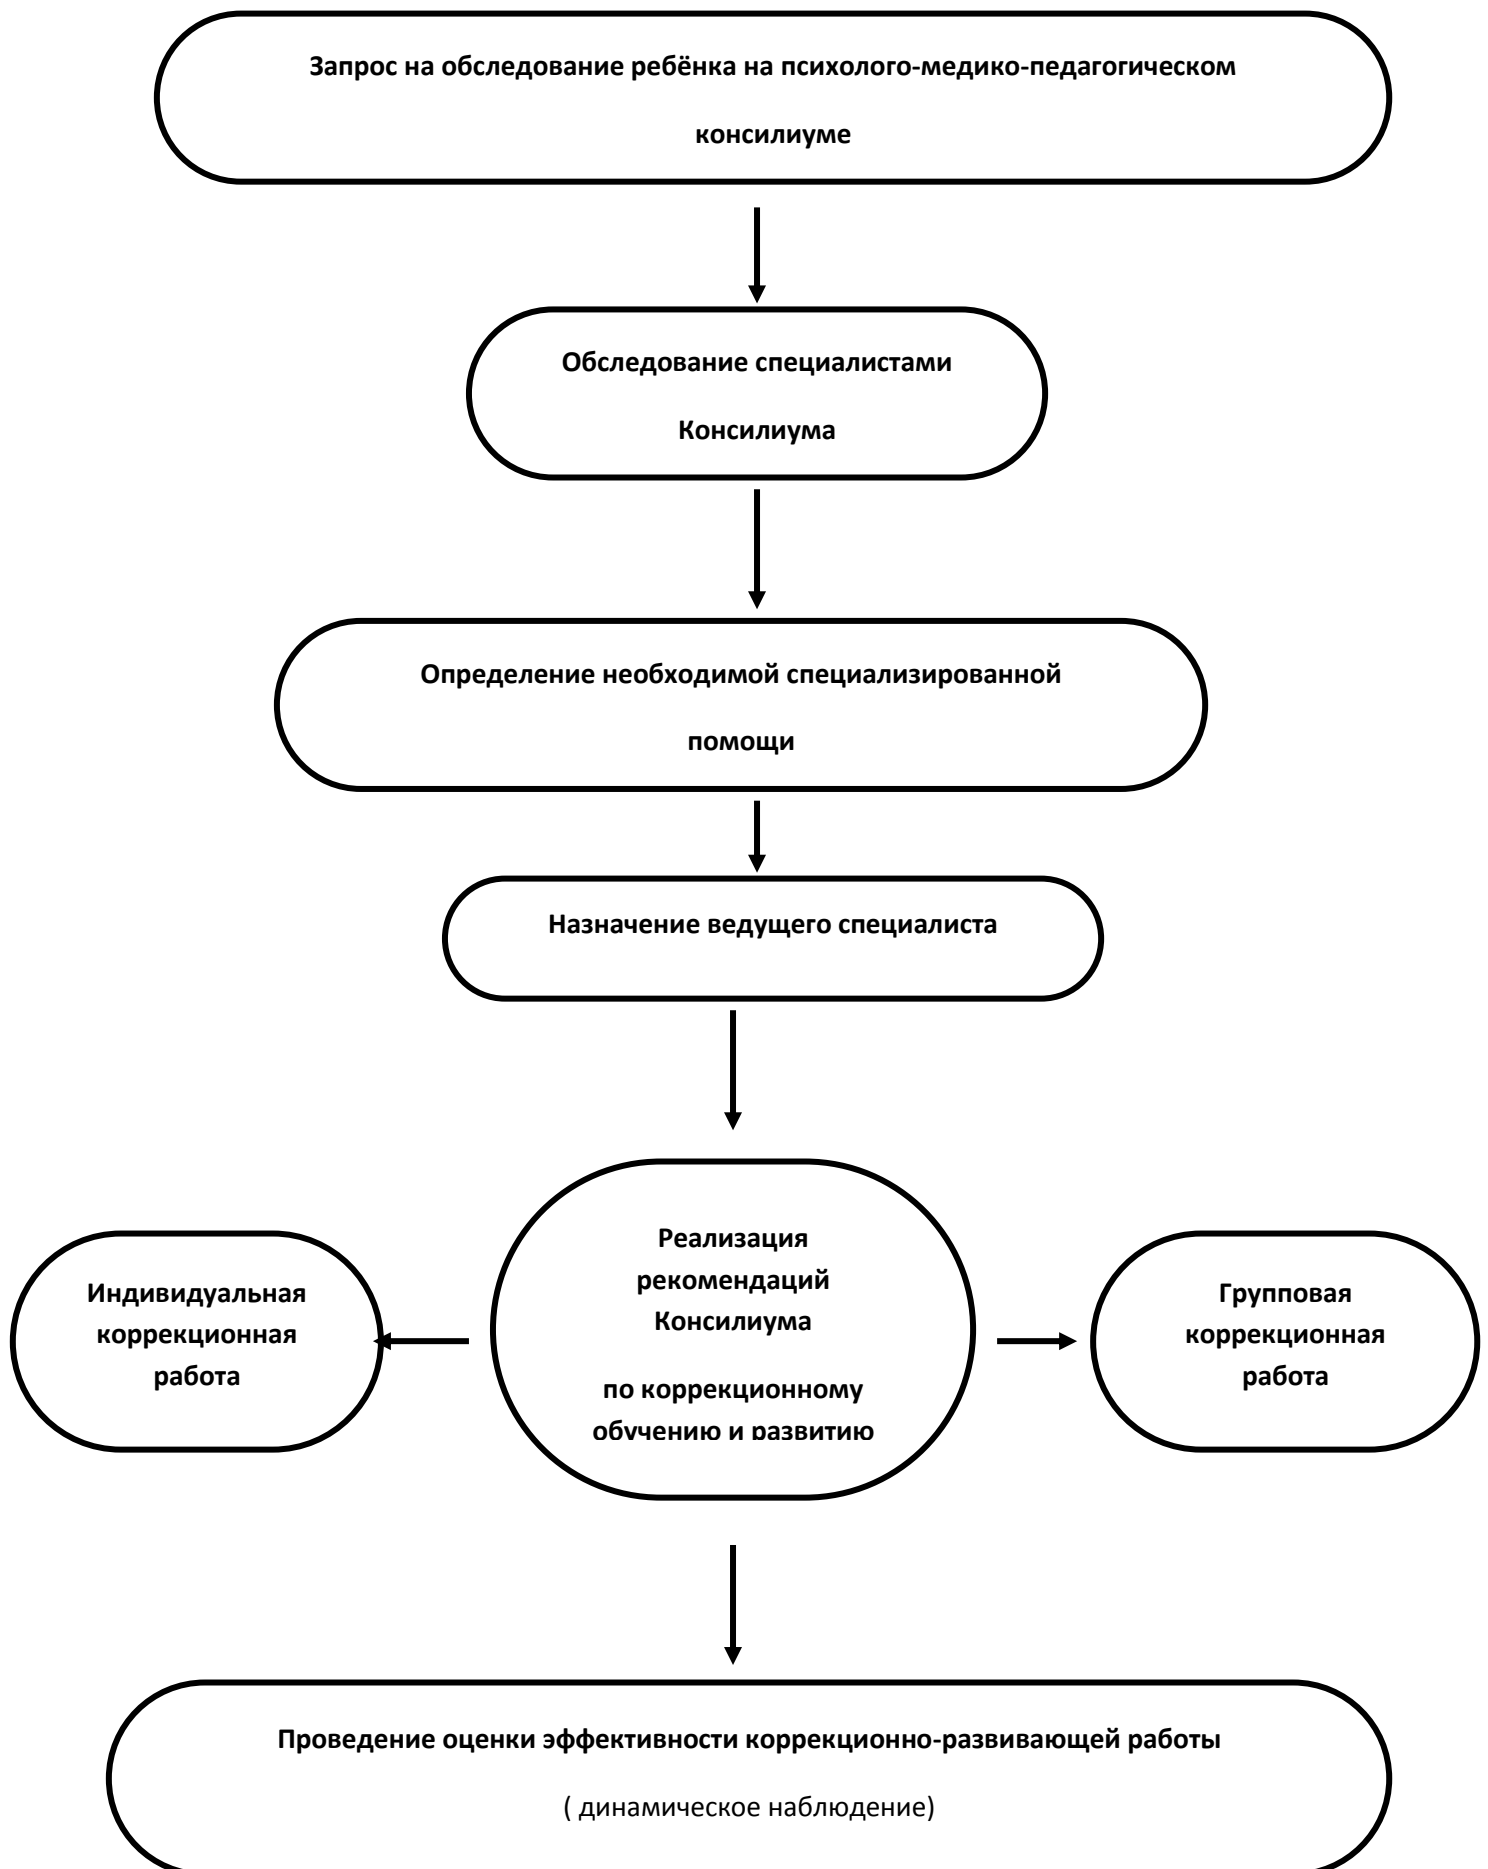 Запрос на обследование ребёнка на психолого-медико-педагогическом
консилиуме
Обследование специалистами
Консилиума
Определение необходимой специализированной
помощи
Назначение ведущего специалиста
Индивидуальная
коррекционная
работа
Реализация
рекомендаций
Консилиума
по коррекционному
обучению и развитию
Групповая
коррекционная
работа
Проведение оценки эффективности коррекционно-развивающей работы
( динамическое наблюдение)